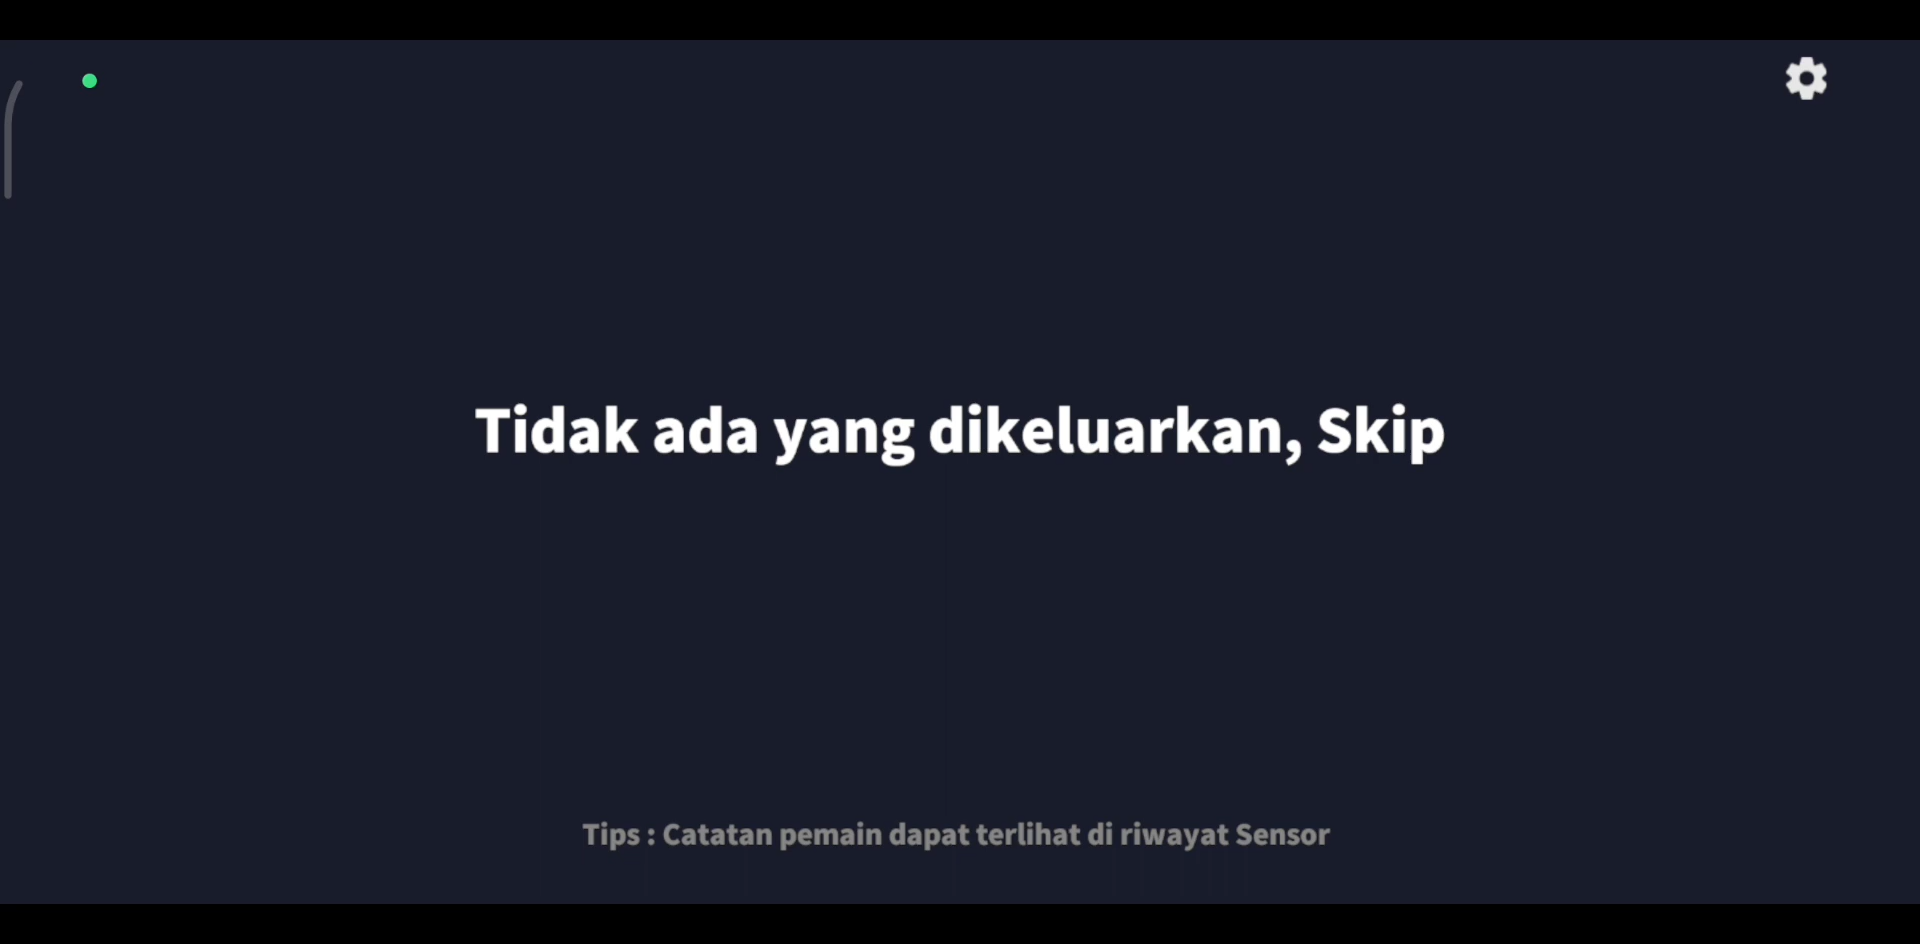 Tidak ada yang dikeluarkan, Skip
Tips : Catatan pemain dapat terlihat di riwayat Sensor